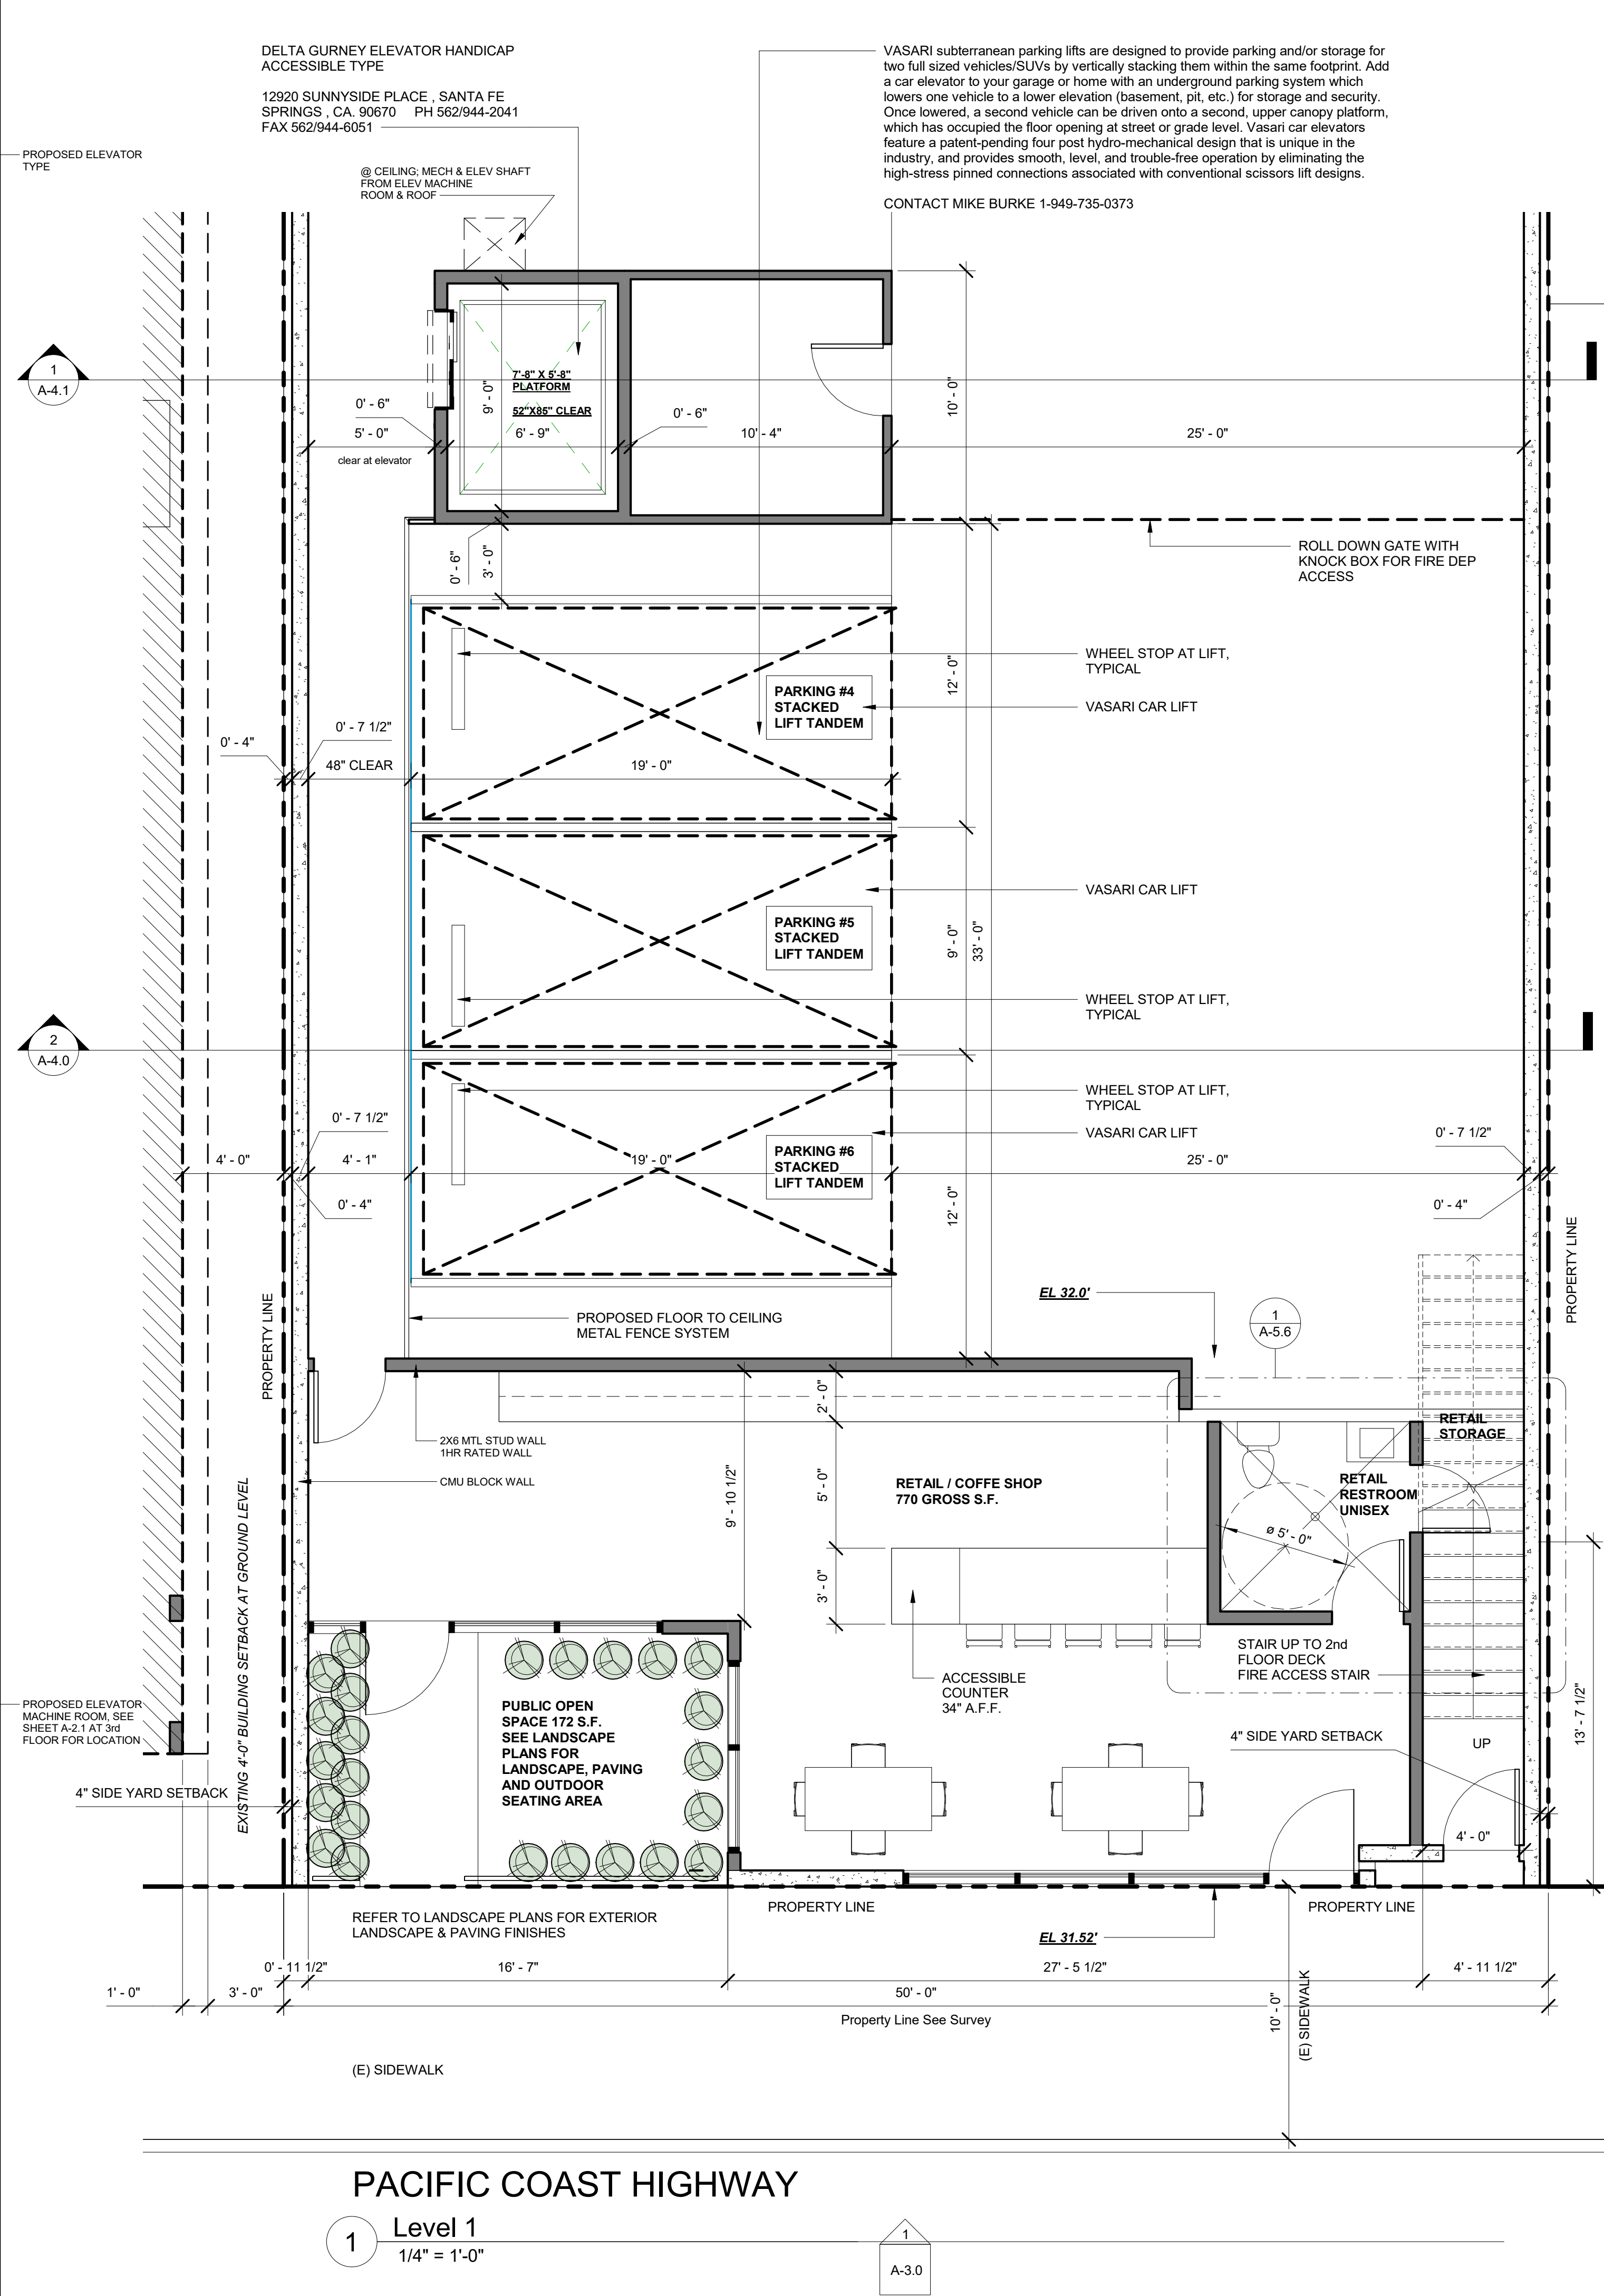 DELTA GURNEY ELEVATOR HANDICAP
ACCESSIBLE TYPE
12920 SUNNYSIDE PLACE , SANTA FE
SPRINGS , CA. 90670 PH 562/944-2041
FAX 562/944-6051
VASARI subterranean parking lifts are designed to provide parking and/or storage for
two full sized vehicles/SUVs by vertically stacking them within the same footprint. Add
a car elevator to your garage or home with an underground parking system which
lowers one vehicle to a lower elevation (basement, pit, etc.) for storage and security.
Once lowered, a second vehicle can be driven onto a second, upper canopy platform,
which has occupied the floor opening at street or grade level. Vasari car elevators
feature a patent-pending four post hydro-mechanical design that is unique in the
industry, and provides smooth, level, and trouble-free operation by eliminating the
high-stress pinned connections associated with conventional scissors lift designs.
CONTACT MIKE BURKE 1-949-735-0373
PROPOSED ELEVATOR
TYPE
@ CEILING; MECH & ELEV SHAFT
FROM ELEV MACHINE
ROOM & ROOF
1
A-4.1
7'-8" X 5'-8"
PLATFORM
52"X85" CLEAR
9' - 0"
10' - 0"
0' - 6"
0' - 6"
5' - 0"
6' - 9"
10' - 4"
25' - 0"
clear at elevator
0' - 6"
3' - 0"
ROLL DOWN GATE WITH
KNOCK BOX FOR FIRE DEP
ACCESS
WHEEL STOP AT LIFT,
TYPICAL
12' - 0"
PARKING #4
STACKED
LIFT TANDEM
VASARI CAR LIFT
0' - 7 1/2"
0' - 4"
48" CLEAR
19' - 0"
VASARI CAR LIFT
PARKING #5
STACKED
LIFT TANDEM
9' - 0"
33' - 0"
WHEEL STOP AT LIFT,
TYPICAL
2
A-4.0
WHEEL STOP AT LIFT,
TYPICAL
0' - 7 1/2"
VASARI CAR LIFT
0' - 7 1/2"
PARKING #6
STACKED
LIFT TANDEM
4' - 0"
4' - 1"
19' - 0"
25' - 0"
0' - 4"
12' - 0"
0' - 4"
PROPERTY LINE
PROPERTY LINE
EL 32.0'
1
A-5.6
PROPOSED FLOOR TO CEILING
METAL FENCE SYSTEM
2' - 0"
RETAIL
STORAGE
2X6 MTL STUD WALL
1HR RATED WALL
CMU BLOCK WALL
9' - 10 1/2"
5' - 0"
RETAIL / COFFE SHOP
770 GROSS S.F.
RETAIL
RESTROOM
UNISEX
ø 5' - 0"
3' - 0"
EXISTING 4'-0" BUILDING SETBACK AT GROUND LEVEL
STAIR UP TO 2nd
FLOOR DECK
FIRE ACCESS STAIR
ACCESSIBLE
COUNTER
34" A.F.F.
PUBLIC OPEN
SPACE 172 S.F.
SEE LANDSCAPE
PLANS FOR
LANDSCAPE, PAVING
AND OUTDOOR
SEATING AREA
PROPOSED ELEVATOR
MACHINE ROOM, SEE
SHEET A-2.1 AT 3rd
FLOOR FOR LOCATION
4" SIDE YARD SETBACK
UP
13' - 7 1/2"
4" SIDE YARD SETBACK
4' - 0"
PROPERTY LINE
PROPERTY LINE
REFER TO LANDSCAPE PLANS FOR EXTERIOR
LANDSCAPE & PAVING FINISHES
EL 31.52'
0' - 11 1/2"
16' - 7"
27' - 5 1/2"
4' - 11 1/2"
1' - 0"
3' - 0"
50' - 0"
Property Line See Survey
10' - 0"
(E) SIDEWALK
(E) SIDEWALK
PACIFIC COAST HIGHWAY
1
Level 1
1/4" = 1'-0"
1
A-3.0